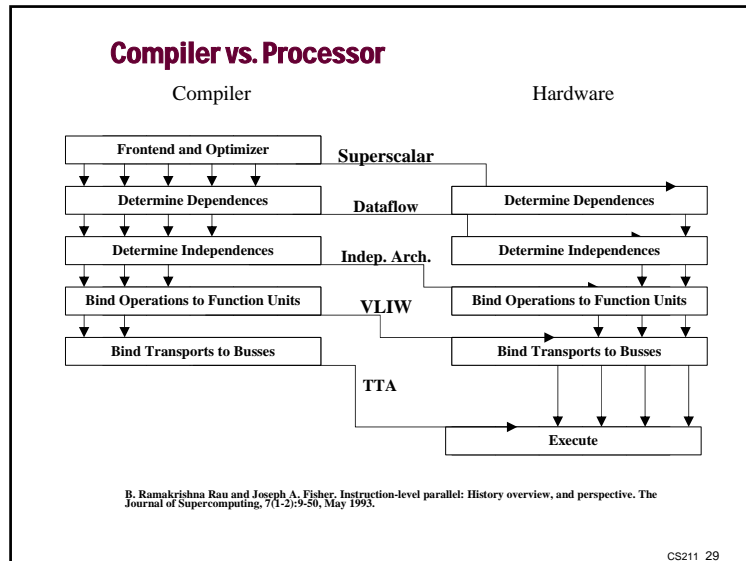 Compiler vs. Processor
Compiler
Hardware
Frontend and Optimizer
Superscalar
Determine Dependences
Dataflow
Determine Dependences
Determine Independences
Indep. Arch.
Determine Independences
Bind Operations to Function Units
VLIW
Bind Operations to Function Units
Bind Transports to Busses
Bind Transports to Busses
TTA
Execute
B. Ramakrishna Rau and Joseph A. Fisher. Instruction-level parallel: History overview, and perspective. The
Journal of Supercomputing, 7(1-2):9-50, May 1993.
CS211 29